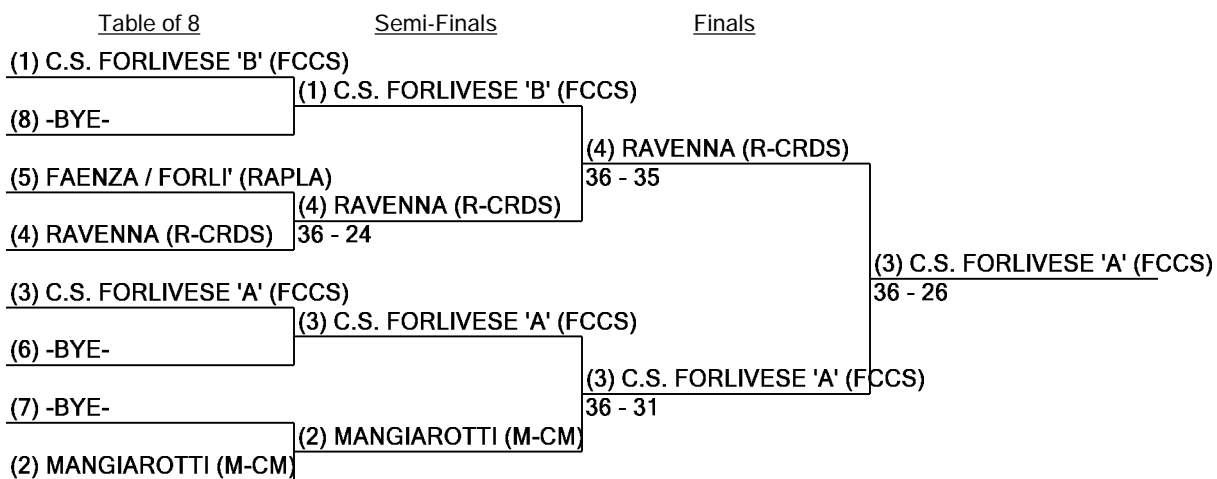 Table of 8 Semi-Finals Finals
(1) C.S. FORLIVESE 'B' (FCCS)
(1) C.S. FORLIVESE 'B' (FCCS)
(8) -BYE-
(4) RAVENNA (R-CRDS)
36 - 35
(5) FAENZA / FORLI' (RAPLA)
(4) RAVENNA (R-CRDS)
(4) RAVENNA (R-CRDS)
36 - 24
(3) C.S. FORLIVESE 'A' (FCCS)
36 - 26
(3) C.S. FORLIVESE 'A' (FCCS)
(3) C.S. FORLIVESE 'A' (FCCS)
(6) -BYE-
(3) C.S. FORLIVESE 'A' (FCCS)
36 - 31
(7) -BYE-
(2) MANGIAROTTI (M-CM)
(2) MANGIAROTTI (M-CM)